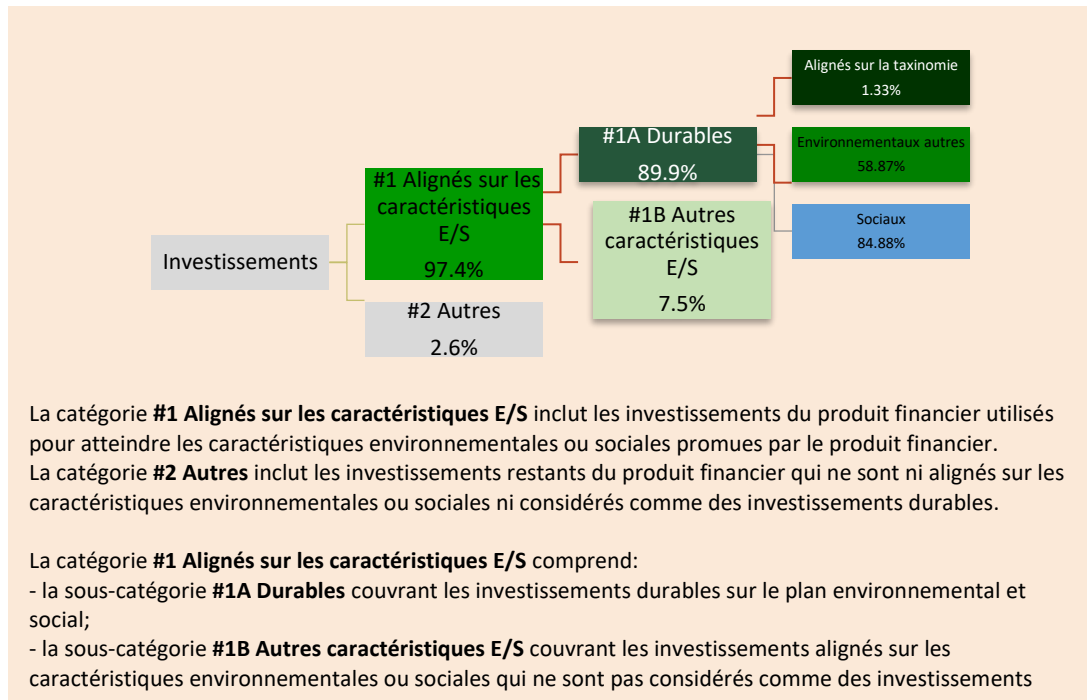 Alignés sur la taxinomie
1.33%
#1A Durables
89.9%
Environnementaux autres
58.87%
#1 Alignés sur les
caractéristiques
E/S
97.4%
#1B Autres
caractéristiques
E/S
7.5%
Sociaux
84.88%
Investissements
#2 Autres
2.6%
La catégorie #1 Alignés sur les caractéristiques E/S inclut les investissements du produit financier utilisés
pour atteindre les caractéristiques environnementales ou sociales promues par le produit financier.
La catégorie #2 Autres inclut les investissements restants du produit financier qui ne sont ni alignés sur les
caractéristiques environnementales ou sociales ni considérés comme des investissements durables.
La catégorie #1 Alignés sur les caractéristiques E/S comprend:
- la sous-catégorie #1A Durables couvrant les investissements durables sur le plan environnemental et
social;
- la sous-catégorie #1B Autres caractéristiques E/S couvrant les investissements alignés sur les
caractéristiques environnementales ou sociales qui ne sont pas considérés comme des investissements